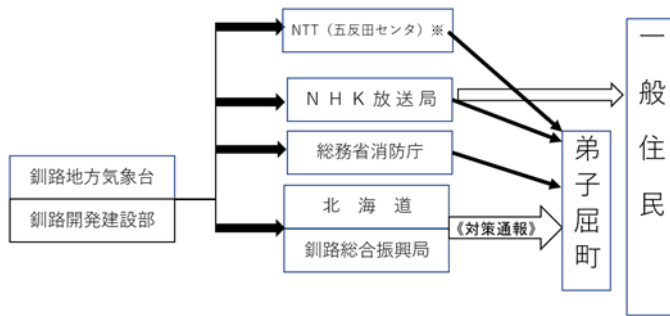 NTT（五反田センタ）※
ＮＨＫ放送局
総務省消防庁
釧路地方気象台
釧路開発建設部
北　海　道
釧路総合振興局
《対策通報》
弟子屈町
一般住民